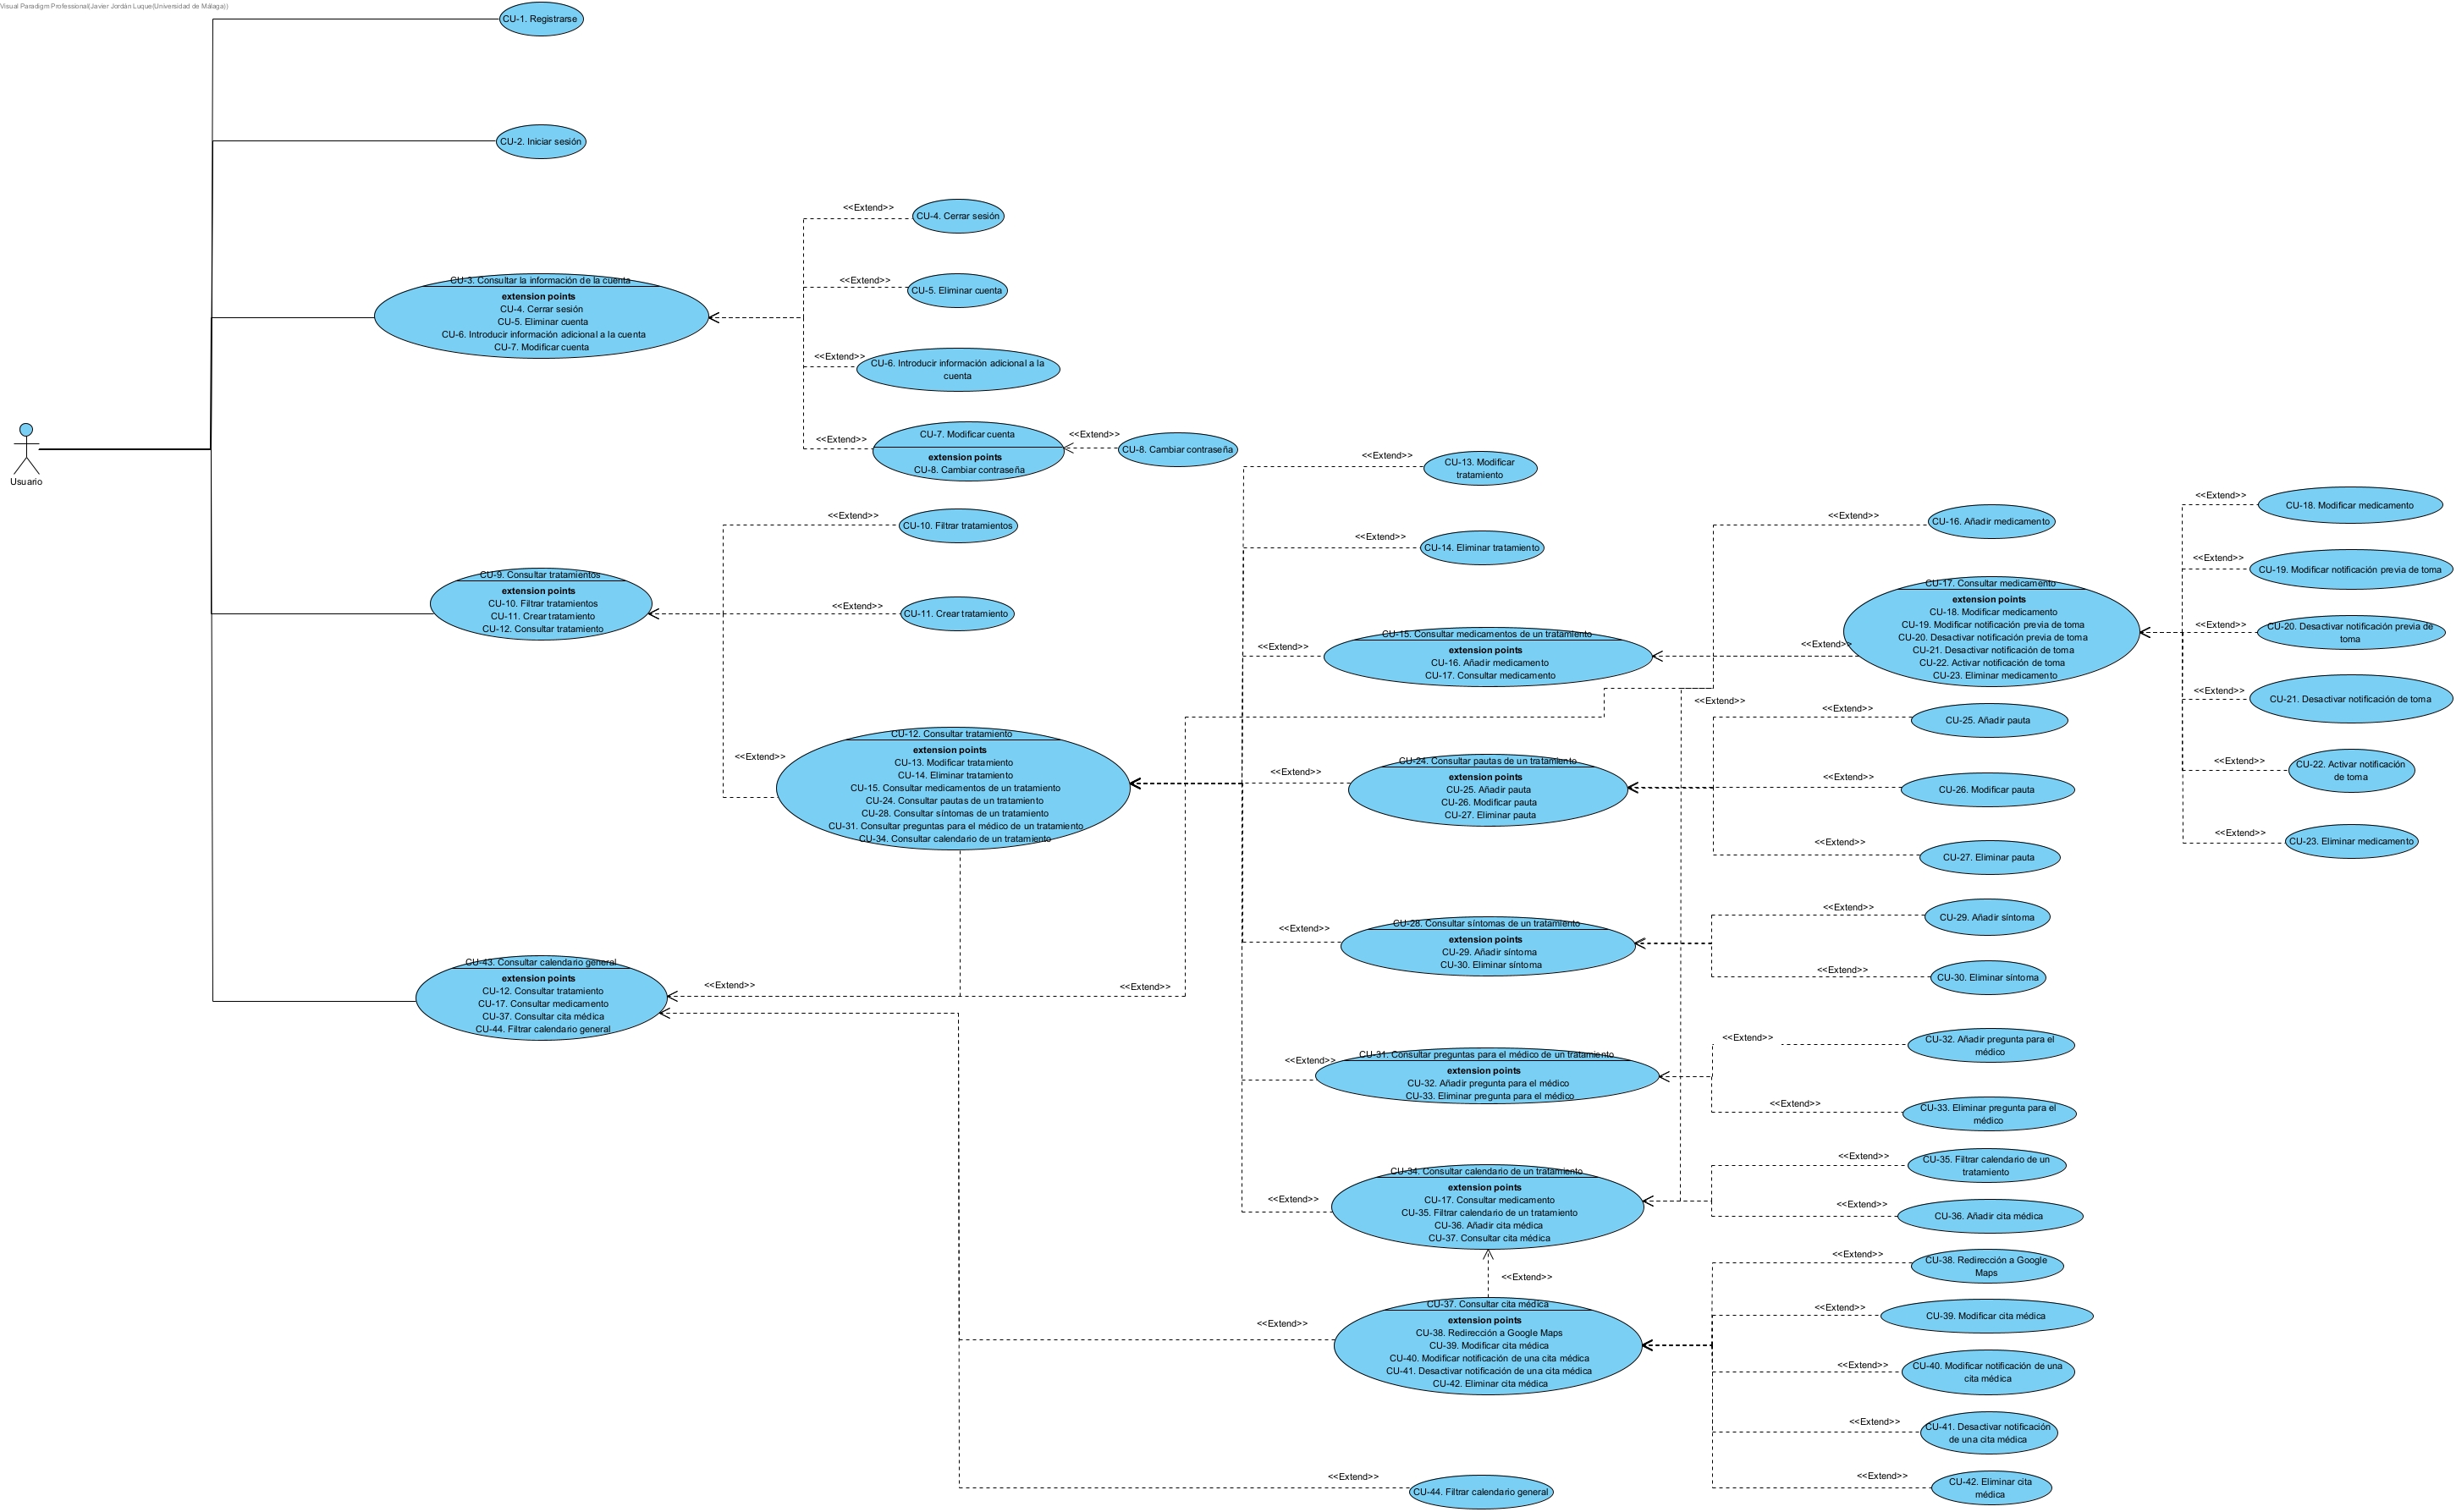 Visual Paradigm Professional(Javier Jordán Luque(Universidad de Málaga))
CU-1. Registrarse
CU-2. Iniciar sesión
Usuario
CU-3. Consultar la información de la cuenta
extension points
CU-4. Cerrar sesión
CU-5. Eliminar cuenta
CU-6. Introducir información adicional a la cuenta
CU-7. Modificar cuenta
<<Extend>>
CU-4. Cerrar sesión
<<Extend>>
CU-5. Eliminar cuenta
<<Extend>>
CU-6. Introducir información adicional a la
cuenta
<<Extend>>
CU-7. Modificar cuenta
extension points
CU-8. Cambiar contraseña
<<Extend>>
CU-8. Cambiar contraseña
CU-9. Consultar tratamientos
extension points
CU-10. Filtrar tratamientos
CU-11. Crear tratamiento
CU-12. Consultar tratamiento
<<Extend>>
CU-10. Filtrar tratamientos
<<Extend>>
CU-11. Crear tratamiento
<<Extend>>
CU-12. Consultar tratamiento
extension points
CU-13. Modificar tratamiento
CU-14. Eliminar tratamiento
CU-15. Consultar medicamentos de un tratamiento
CU-24. Consultar pautas de un tratamiento
CU-28. Consultar síntomas de un tratamiento
CU-31. Consultar preguntas para el médico de un tratamiento
CU-34. Consultar calendario de un tratamiento
<<Extend>>
CU-13. Modificar
tratamiento
<<Extend>>
CU-14. Eliminar tratamiento
<<Extend>>
CU-15. Consultar medicamentos de un tratamiento
extension points
CU-16. Añadir medicamento
CU-17. Consultar medicamento
<<Extend>>
CU-16. Añadir medicamento
<<Extend>>
CU-17. Consultar medicamento
extension points
CU-18. Modificar medicamento
CU-19. Modificar notificación previa de toma
CU-20. Desactivar notificación previa de toma
CU-21. Desactivar notificación de toma
CU-22. Activar notificación de toma
CU-23. Eliminar medicamento
<<Extend>>
CU-18. Modificar medicamento
<<Extend>>
CU-19. Modificar notificación previa de toma
<<Extend>>
CU-20. Desactivar notificación previa de
toma
<<Extend>>
CU-21. Desactivar notificación de toma
<<Extend>>
CU-22. Activar notificación
de toma
<<Extend>>
CU-23. Eliminar medicamento
<<Extend>>
<<Extend>>
CU-24. Consultar pautas de un tratamiento
extension points
CU-25. Añadir pauta
CU-26. Modificar pauta
CU-27. Eliminar pauta
<<Extend>>
CU-25. Añadir pauta
<<Extend>>
CU-26. Modificar pauta
<<Extend>>
CU-27. Eliminar pauta
<<Extend>>
CU-28. Consultar síntomas de un tratamiento
extension points
CU-29. Añadir síntoma
CU-30. Eliminar síntoma
<<Extend>>
CU-29. Añadir síntoma
<<Extend>>
CU-30. Eliminar síntoma
<<Extend>>
CU-31. Consultar preguntas para el médico de un tratamiento
extension points
CU-32. Añadir pregunta para el médico
CU-33. Eliminar pregunta para el médico
<<Extend>>
CU-32. Añadir pregunta para el
médico
<<Extend>>
CU-33. Eliminar pregunta para el
médico
<<Extend>>
CU-34. Consultar calendario de un tratamiento
extension points
CU-17. Consultar medicamento
CU-35. Filtrar calendario de un tratamiento
CU-36. Añadir cita médica
CU-37. Consultar cita médica
<<Extend>>
CU-35. Filtrar calendario de un
tratamiento
<<Extend>>
CU-36. Añadir cita médica
<<Extend>>
CU-43. Consultar calendario general
extension points
CU-12. Consultar tratamiento
CU-17. Consultar medicamento
CU-37. Consultar cita médica
CU-44. Filtrar calendario general
<<Extend>>
<<Extend>>
<<Extend>>
CU-37. Consultar cita médica
extension points
CU-38. Redirección a Google Maps
CU-39. Modificar cita médica
CU-40. Modificar notificación de una cita médica
CU-41. Desactivar notificación de una cita médica
CU-42. Eliminar cita médica
<<Extend>>
CU-38. Redirección a Google
Maps
<<Extend>>
CU-39. Modificar cita médica
<<Extend>>
CU-40. Modificar notificación de una
cita médica
<<Extend>>
CU-41. Desactivar notificación
de una cita médica
<<Extend>>
CU-42. Eliminar cita
médica
<<Extend>>
CU-44. Filtrar calendario general